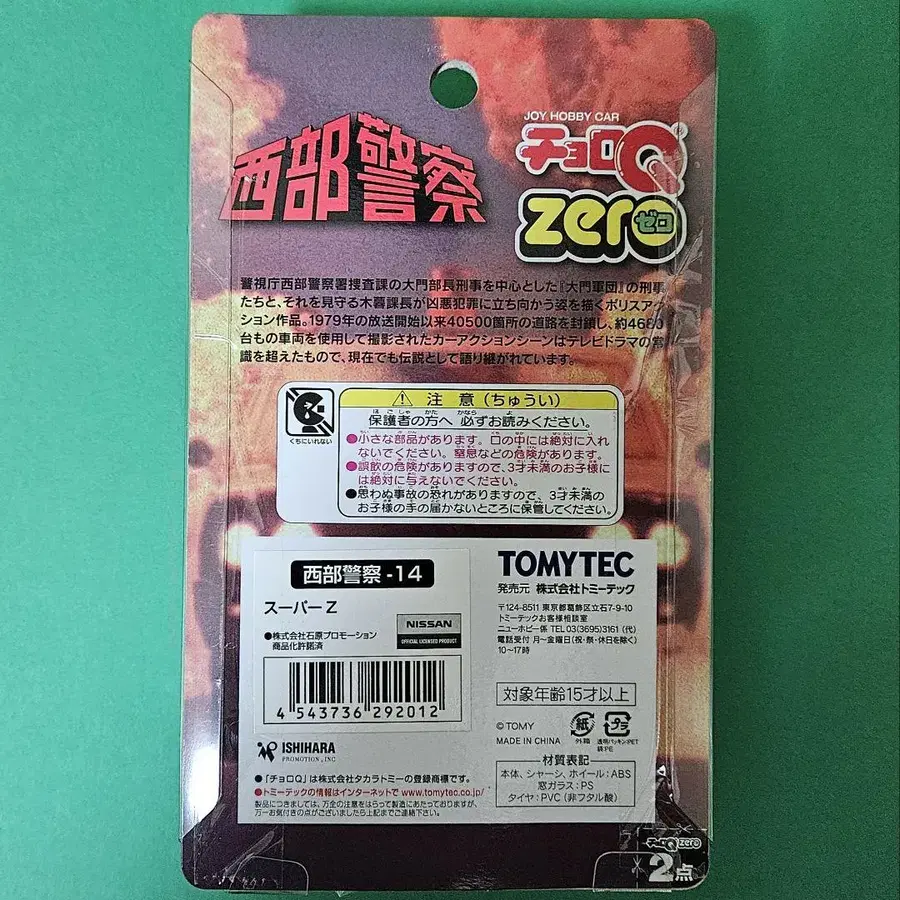 西部警察
JOY HOBBY CAR
チョロQ
zero
ゼロ
警視庁西部警察署捜査課の大門部長刑事を中心とした『大門軍団』の刑事
たちと、それを見守る木暮課長が凶悪犯罪に立ち向かう姿を描くポリスアク
ション作品。1979年の放送開始以来40500箇所の道路を封鎖し、約4680
台もの車両を使用して撮影されたカーアクションシーンはテレビドラマの常
識を超えたもので、現在でも伝説として語り継がれています。
くちにいれない
⚠ 注意(ちゅうい)
保護者の方へ 必ずお読みください。
●小さな部品があります。口の中には絶対に入れ
ないでください。窒息などの危険があります。
●誤飲の危険がありますので、3才未満のお子様に
は絶対に与えないでください。
●思わぬ事故の恐れがありますので、3才未満の
お子様の手の届かないところに保管してください。
西部警察 -14
スーパーZ
●株式会社石原プロモーション
商品化許諾済
NISSAN
OFFICIAL LICENSED PRODUCT
4 543736 292012
ISHIHARA
PROMOTION, INC
●「チョロQ」は株式会社タカラトミーの登録商標です。
●トミーテックの情報はインターネットで www.tomytec.co.jp/
製品につきましては、万全の注意をはらって製造にあたっておりますが、
万一お気付きの点がございましたら上記までご連絡下さい。
TOMYTEC
発売元 株式会社トミーテック
〒124-8511 東京都葛飾区立石7-9-10
トミーテックお客様相談室
ニューホビー係 TEL 03(3695)3161 (代)
電話受付 月~金曜日(祝・祭・休日を除く)
10~17時
対象年齢15才以上
© TOMY
MADE IN CHINA
紙
外箱
プラ
透明パッキン:PET
袋:PE
材質表記
本体、シャーシ、ホイール:ABS
窓ガラス:PS
タイヤ:PVC (非フタル酸)
チョロQ zero
2点